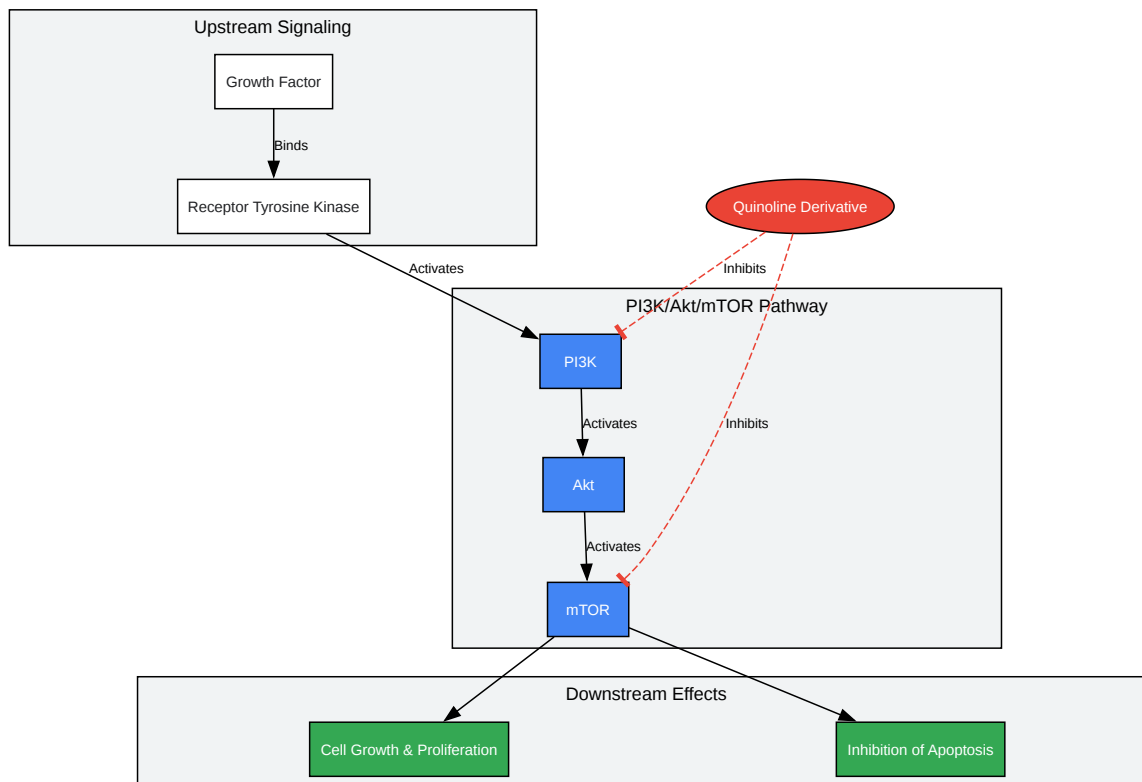 Upstream Signaling
Growth Factor
Binds
Receptor Tyrosine Kinase
Quinoline Derivative
Activates
Inhibits
PI3K/Akt/mTOR Pathway
PI3K
Activates
Inhibits
Akt
Activates
mTOR
Downstream Effects
Cell Growth & Proliferation
Inhibition of Apoptosis